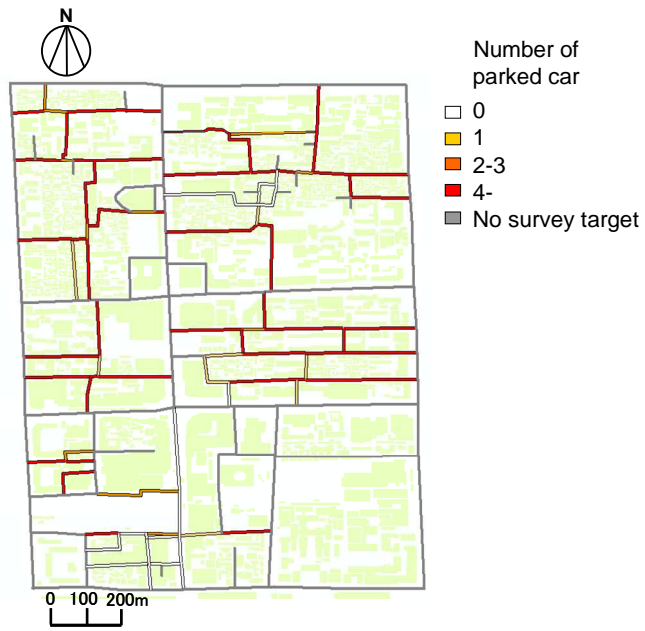 N
Number of
parked car
0
1
2-3
4-
No survey target
0 100 200m